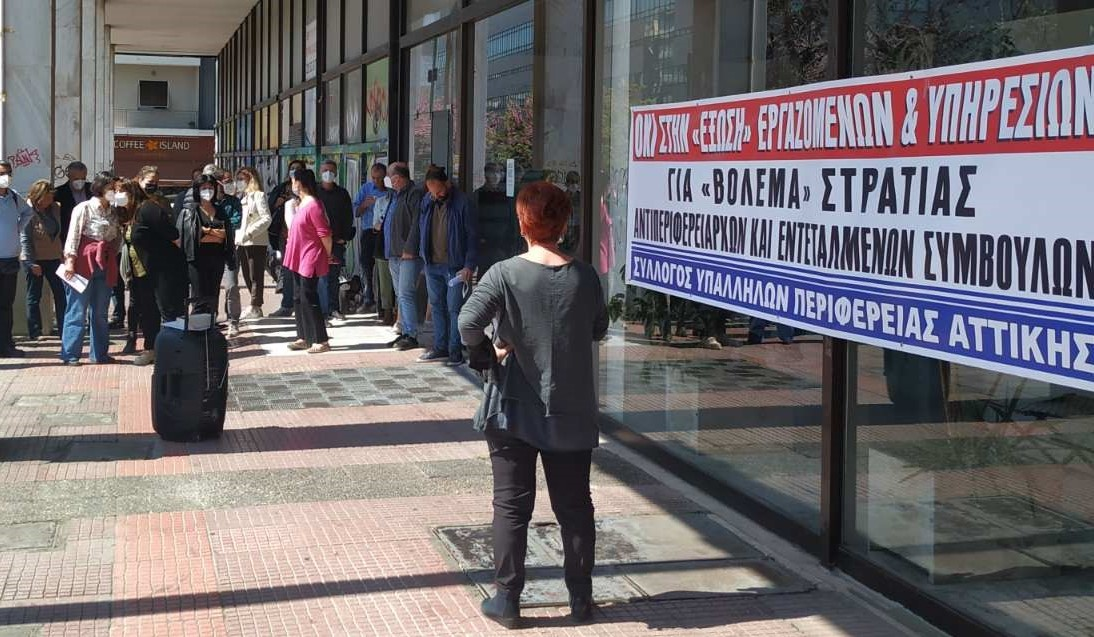 COFFEE ISLAND
ΟΧΙ ΣΤΗΝ «ΕΞΩΣΗ» ΕΡΓΑΖΟΜΕΝΩΝ & ΥΠΗΡΕΣΙΩΝ
ΓΙΑ «ΒΟΛΕΜΑ» ΣΤΡΑΤΙΑΣ
ΑΝΤΙΠΕΡΙΦΕΡΕΙΑΡΧΩΝ ΚΑΙ ΕΝΤΕΤΑΛΜΕΝΩΝ ΣΥΜΒΟΥΛΩΝ
ΣΥΛΛΟΓΟΣ ΥΠΑΛΛΗΛΩΝ ΠΕΡΙΦΕΡΕΙΑΣ ΑΤΤΙΚΗΣ